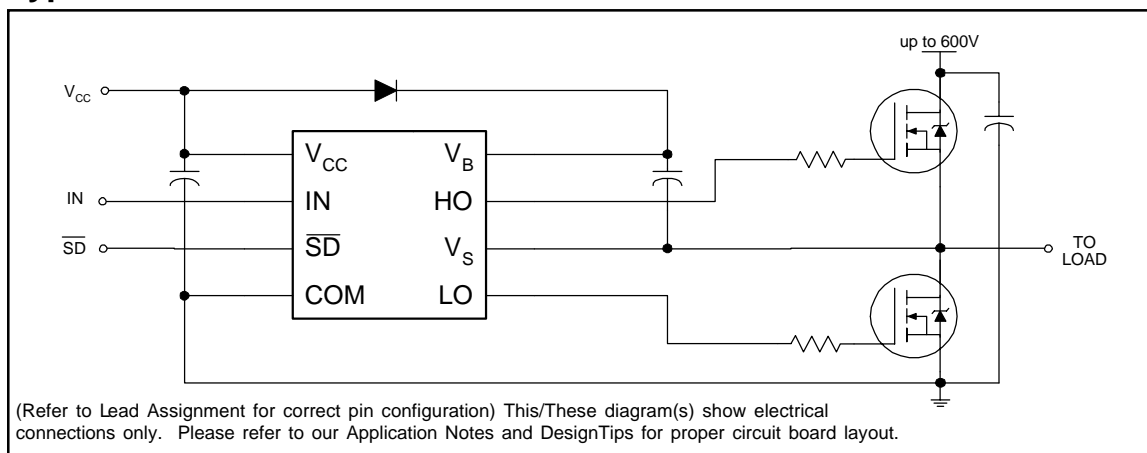 up to 600V
VCC
VCC
VB
IN
IN
HO
SD
SD
VS
TO
LOAD
COM
LO
(Refer to Lead Assignment for correct pin configuration) This/These diagram(s) show electrical
connections only. Please refer to our Application Notes and DesignTips for proper circuit board layout.